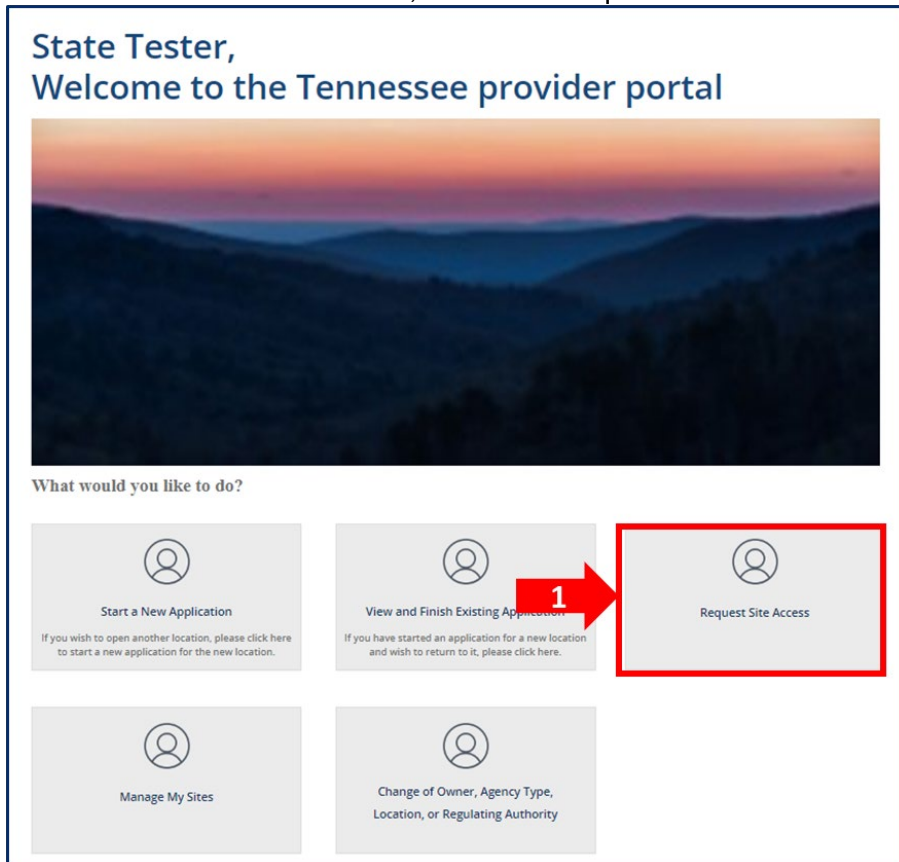 State Tester,
Welcome to the Tennessee provider portal
What would you like to do?
Start a New Application
If you wish to open another location, please click here
to start a new application for the new location.
View and Finish Existing
If you have started an application for a new location
and wish to return to it, please click here.
1
Request Site Access
Manage My Sites
Change of Owner, Agency Type,
Location, or Regulating Authority